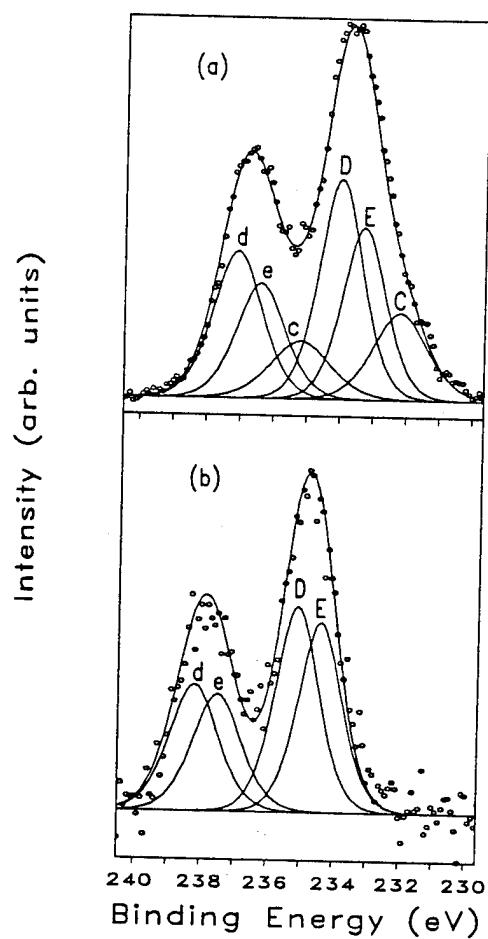 (a)
D
E
d
e
c
C
Intensity (arb. units)
(b)
D
E
d
e
240 238 236 234 232 230
Binding Energy (eV)